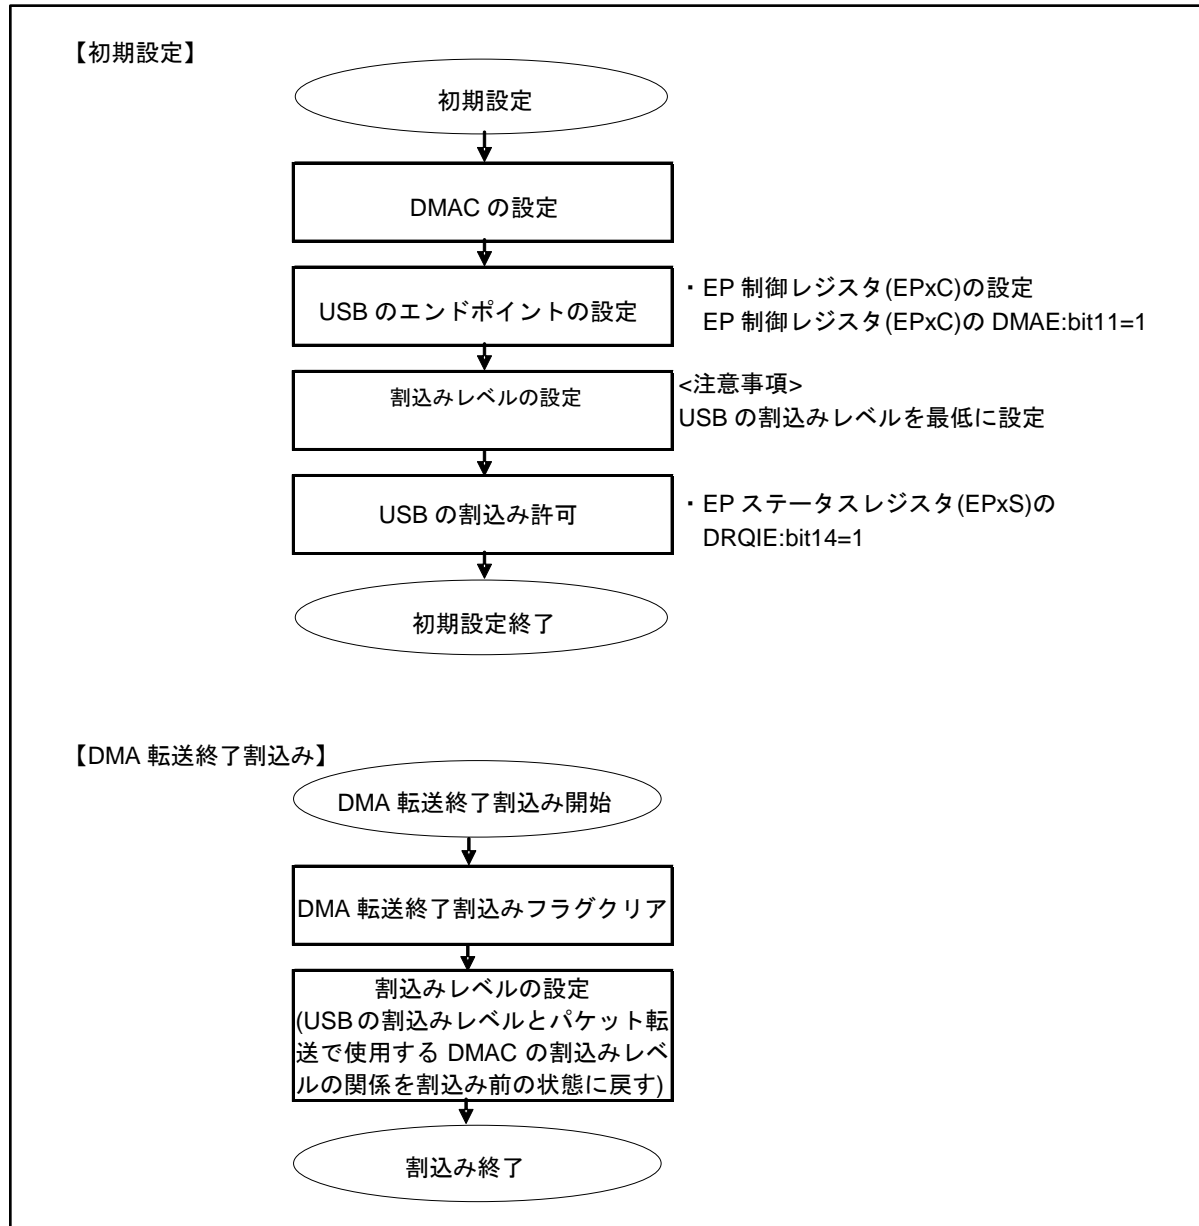 【初期設定】
初期設定
DMAC の設定
USB のエンドポイントの設定
・EP 制御レジスタ(EPxC)の設定
EP 制御レジスタ(EPxC)の DMAE:bit11=1
割込みレベルの設定
<注意事項>
USB の割込みレベルを最低に設定
USB の割込み許可
・EP ステータスレジスタ(EPxS)の
DRQIE:bit14=1
初期設定終了
【DMA 転送終了割込み】
DMA 転送終了割込み開始
DMA 転送終了割込みフラグクリア
割込みレベルの設定
(USB の割込みレベルとパケット転
送で使用する DMAC の割込みレベ
ルの関係を割込み前の状態に戻す)
割込み終了